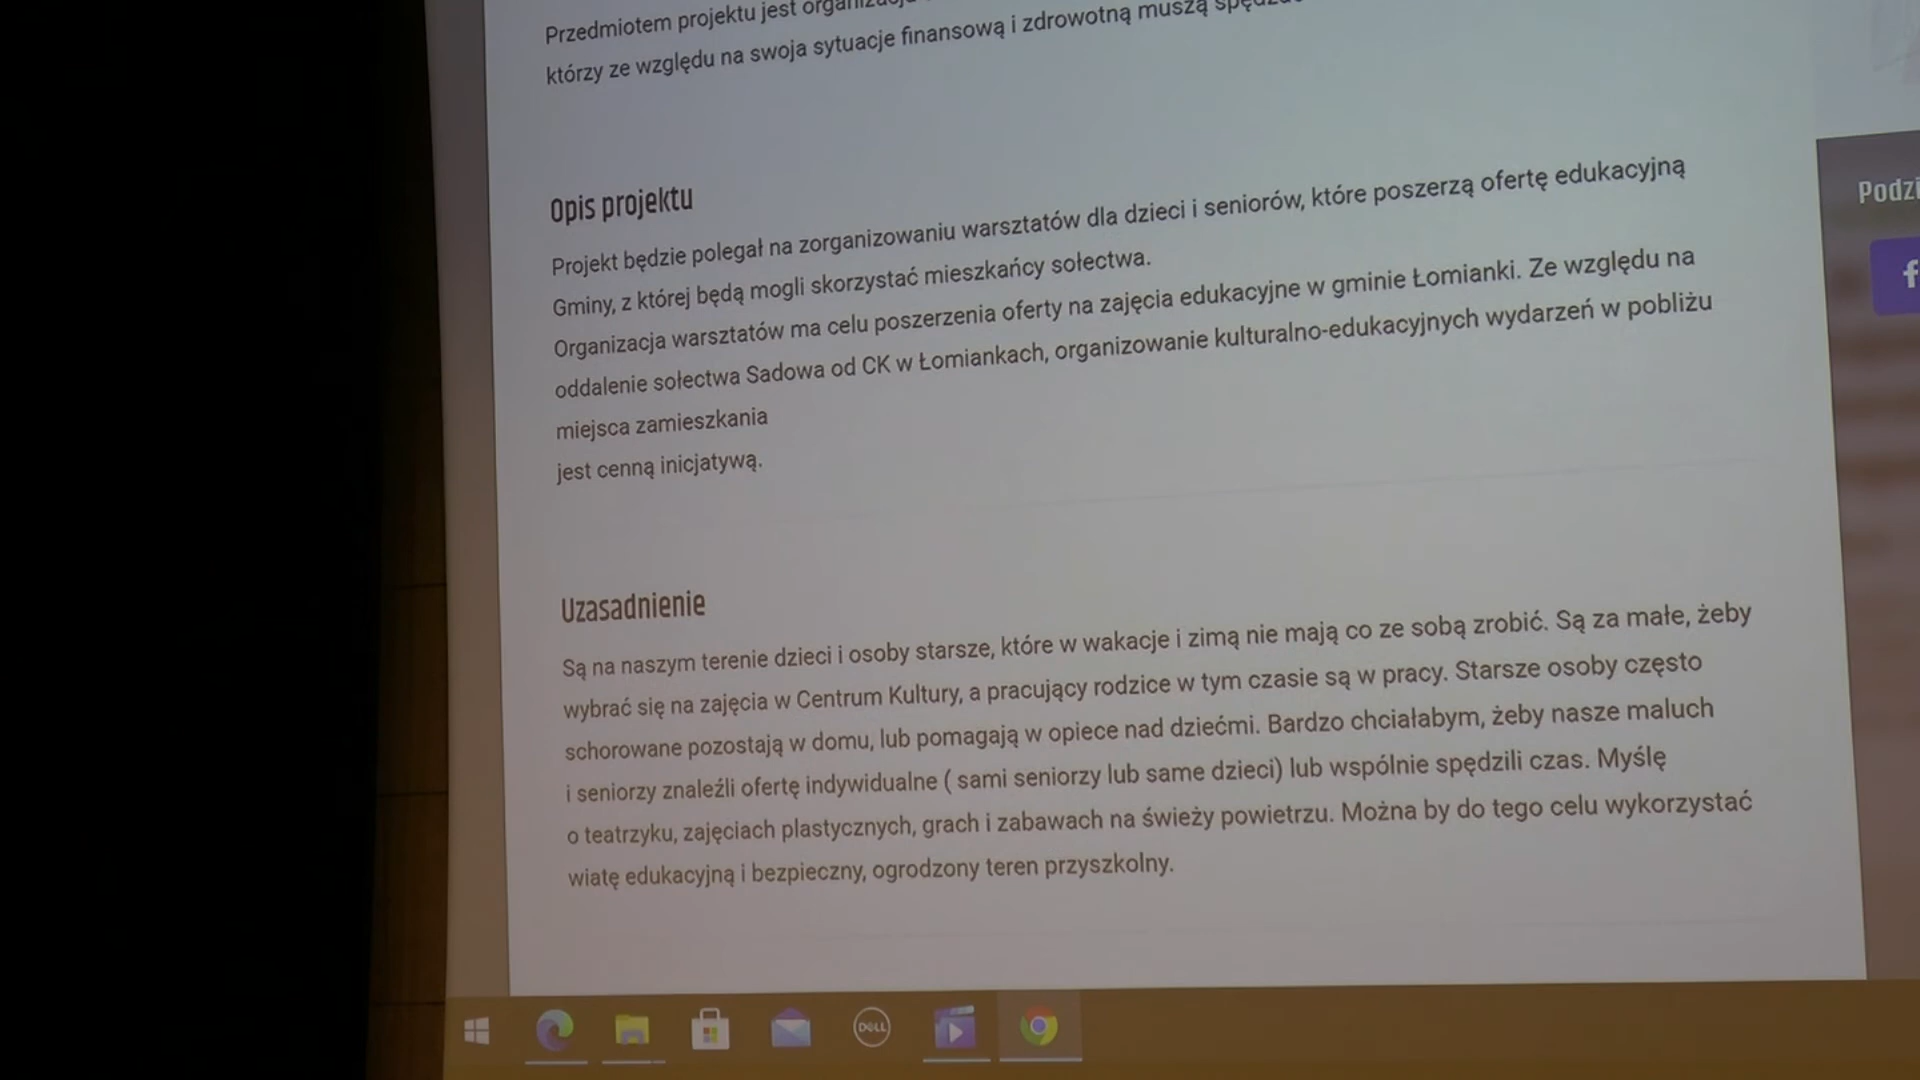 Przedmiotem projektu jest
którzy ze względu na swoja sytuacje finansową i zdrowotną muszą
Opis projektu
Projekt będzie polegał na zorganizowaniu warsztatów dla dzieci i seniorów, które poszerzą ofertę edukacyjną
Gminy, z której będą mogli skorzystać mieszkańcy sołectwa.
Organizacja warsztatów ma celu poszerzenia oferty na zajęcia edukacyjne w gminie Łomianki. Ze względu na
oddalenie sołectwa Sadowa od CK w Łomiankach, organizowanie kulturalno-edukacyjnych wydarzeń w pobliżu
miejsca zamieszkania
jest cenną inicjatywą.
Uzasadnienie
Są na naszym terenie dzieci i osoby starsze, które w wakacje i zimą nie mają co ze sobą zrobić. Są za małe, żeby
wybrać się na zajęcia w Centrum Kultury, a pracujący rodzice w tym czasie są w pracy. Starsze osoby często
schorowane pozostają w domu, lub pomagają w opiece nad dziećmi. Bardzo chciałabym, żeby nasze maluch
i seniorzy znaleźli ofertę indywidualne ( sami seniorzy lub same dzieci) lub wspólnie spędzili czas. Myślę
o teatrzyku, zajęciach plastycznych, grach i zabawach na świeży powietrzu. Można by do tego celu wykorzystać
wiatę edukacyjną i bezpieczny, ogrodzony teren przyszkolny.
Podzi
f
DELL